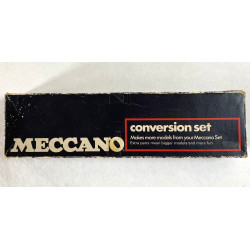 conversion set
Makes more models from your Meccano Set
Extra parts mean bigger models and more fun.
MECCANO